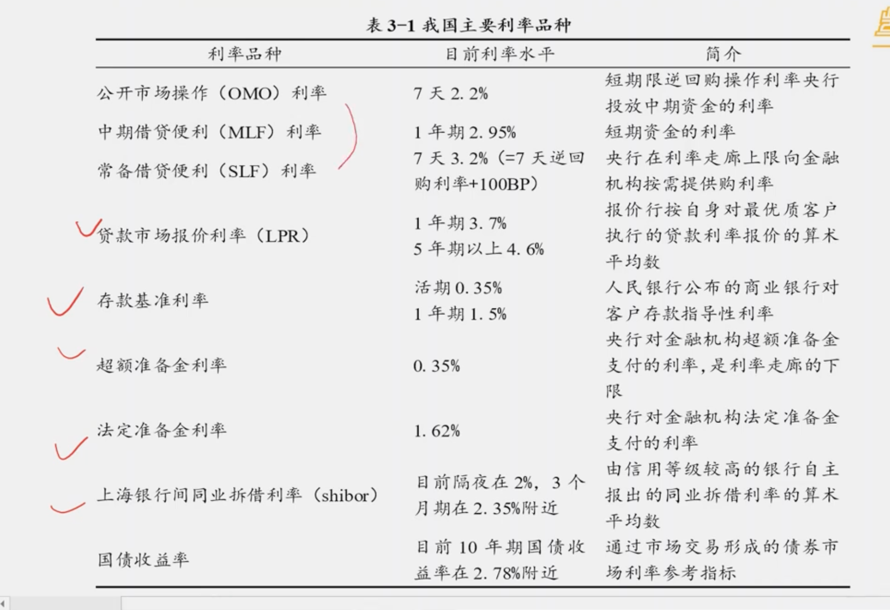 表 3-1 我国主要利率品种
利率品种 目前利率水平 简介
公开市场操作（OMO）利率 7 天 2.2% 短期限逆回购操作利率央行
投放中期资金的利率
中期借贷便利（MLF）利率 1 年期 2.95% 短期资金的利率
常备借贷便利（SLF）利率 7 天 3.2%（=7 天逆回 央行在利率走廊上限向金融
购利率+100BP） 机构按需提供购利率
贷款市场报价利率（LPR） 1 年期 3.7% 报价行按自身对最优质客户
5 年期以上 4.6% 执行的贷款利率报价的算术
平均数
存款基准利率 活期 0.35% 人民银行公布的商业银行对
1 年期 1.5% 客户存款指导性利率
超额准备金利率 0.35% 央行对金融机构超额准备金
支付的利率,是利率走廊的下
限
法定准备金利率 1.62% 央行对金融机构法定准备金
支付的利率
上海银行间同业拆借利率（shibor） 目前隔夜在 2%，3 个 由信用等级较高的银行自主
月期在 2.35%附近 报出的同业拆借利率的算术
平均数
国债收益率 目前 10 年期国债收 通过市场交易形成的债券市
益率在 2.78%附近 场利率参考指标